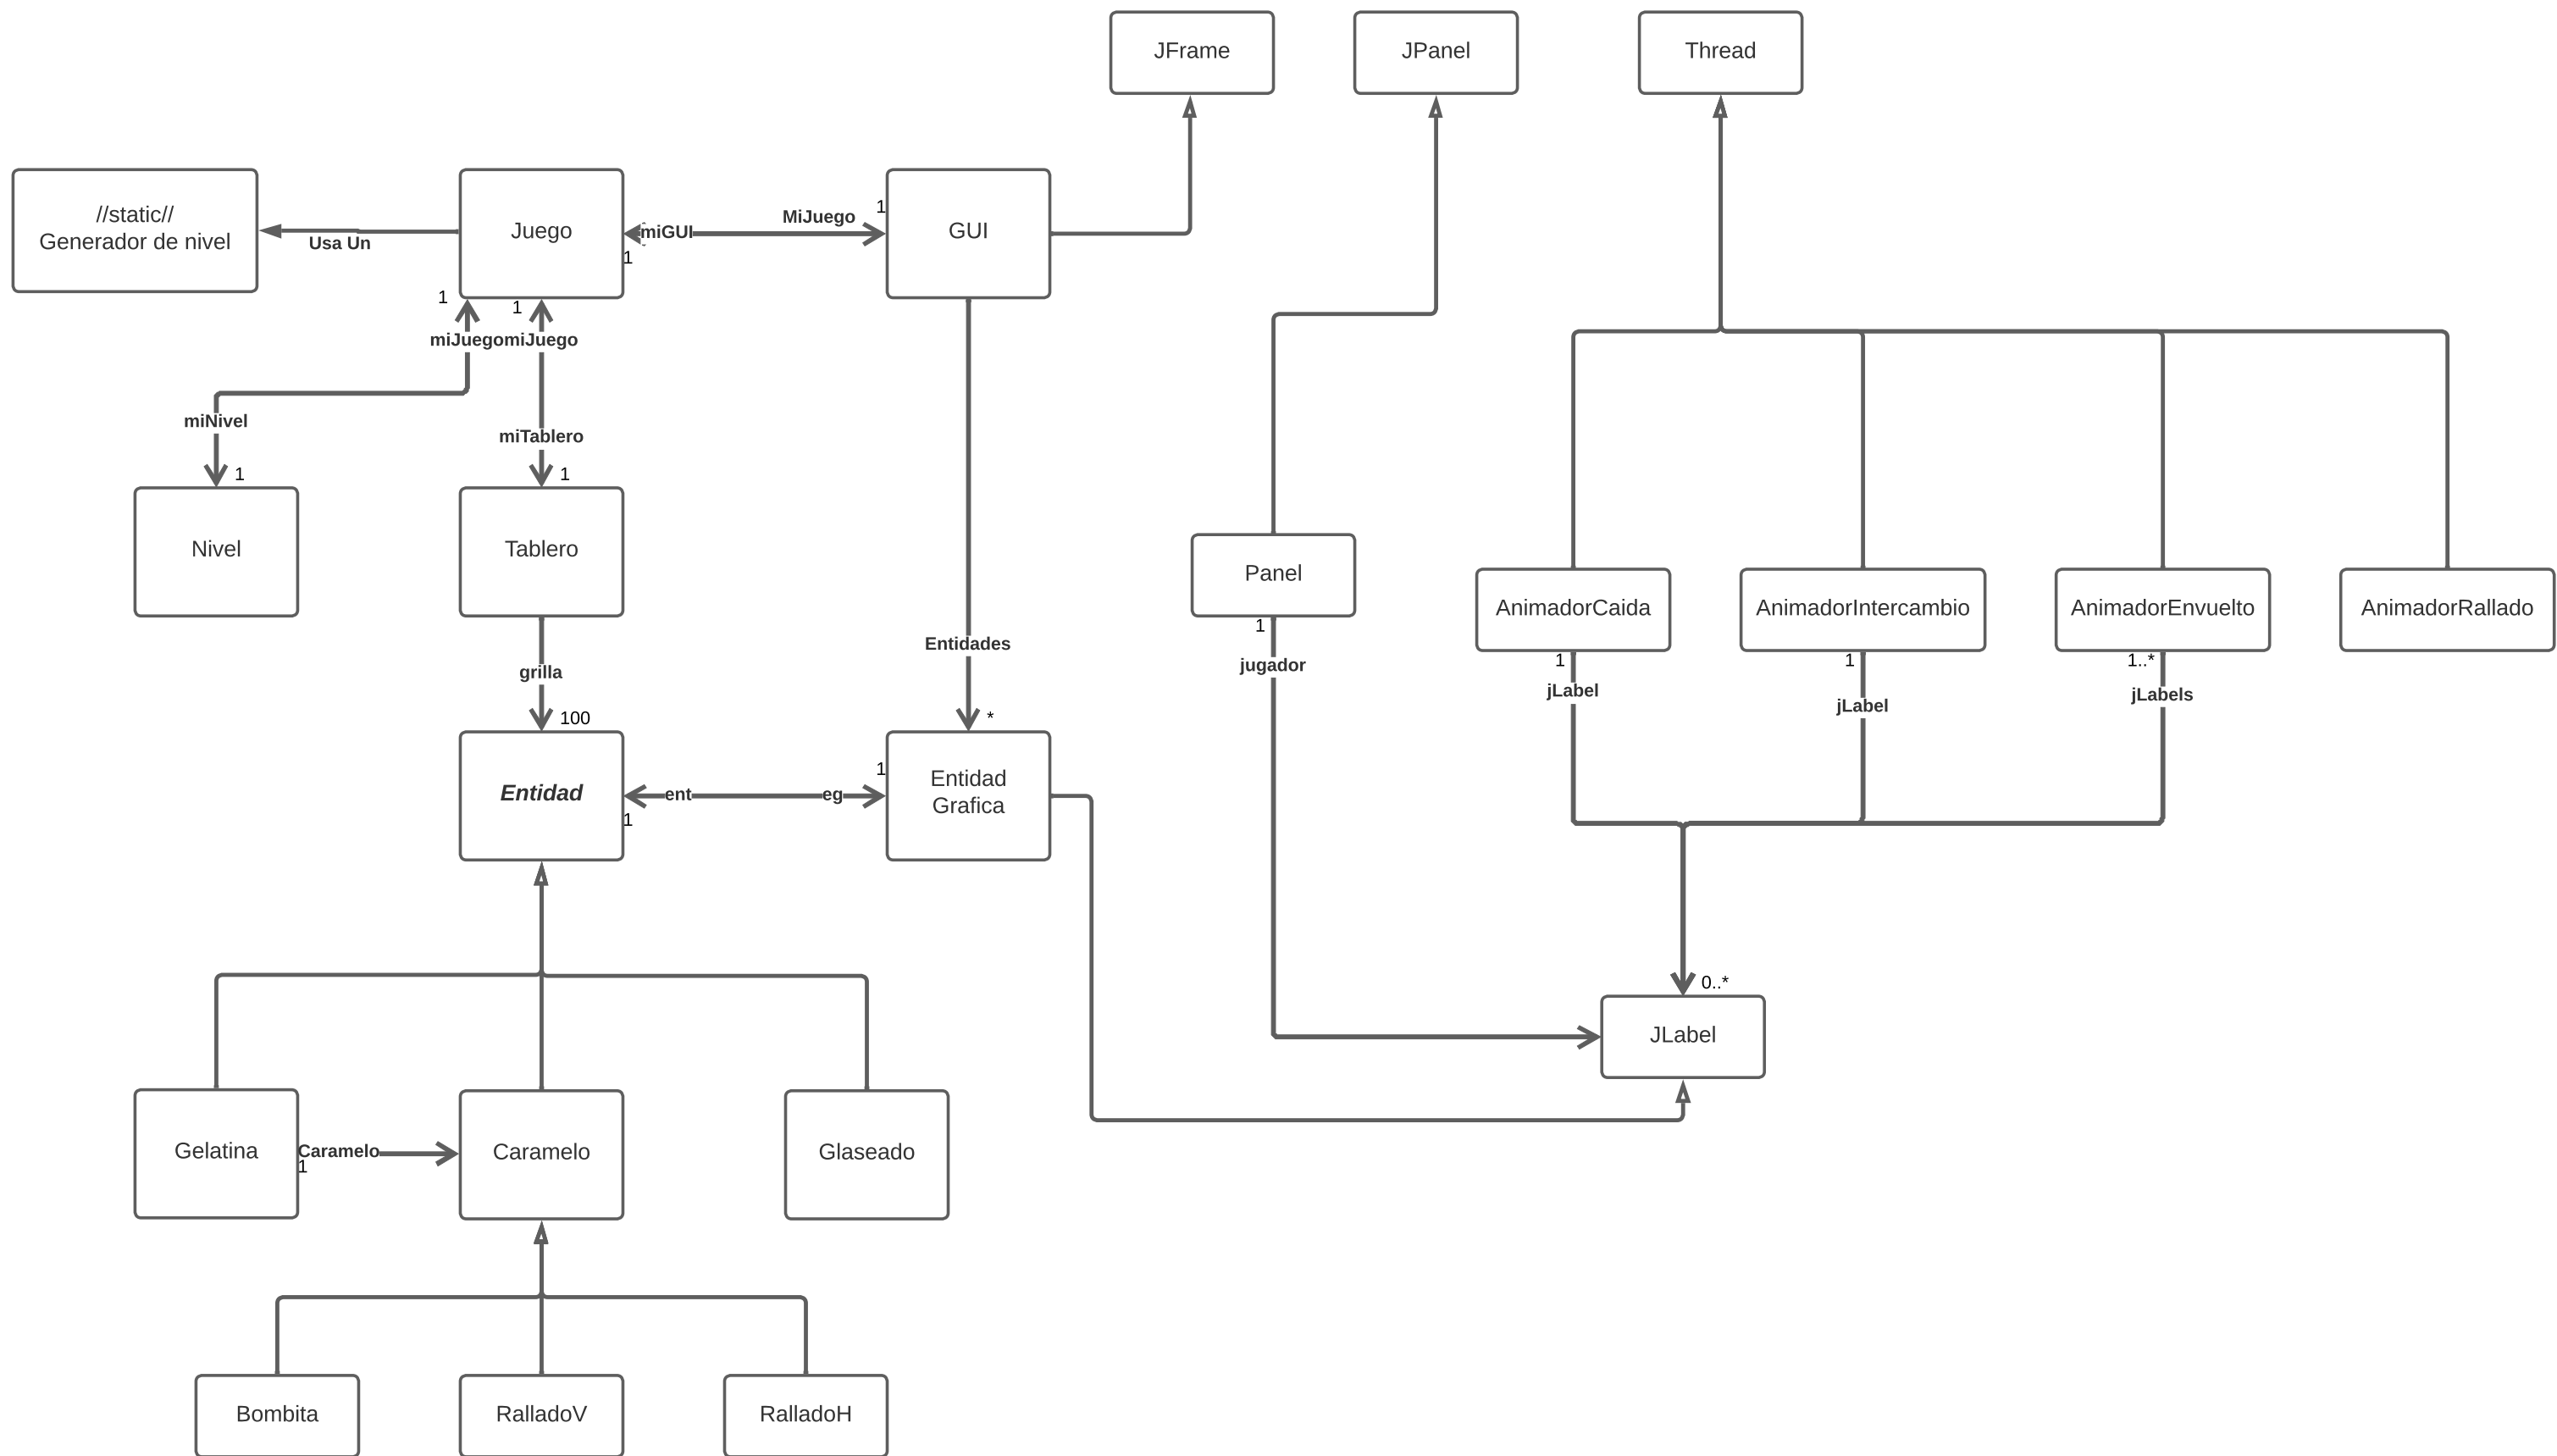 JFrame
JPanel
Thread
//static//
Generador de nivel
Usa Un
Juego
miGUI
1
MiJuego
1
GUI
1
1
miJuego
miJuego
miNivel
1
miTablero
1
Nivel
Tablero
Panel
AnimadorCaida
AnimadorIntercambio
AnimadorEnvuelto
AnimadorRallado
1
jugador
1
jLabel
1
jLabel
1..*
jLabels
grilla
100
Entidades
*
Entidad
ent
1
eg
1
Entidad
Grafica
0..*
JLabel
Gelatina
Caramelo
1
Caramelo
Glaseado
Bombita
RalladoV
RalladoH